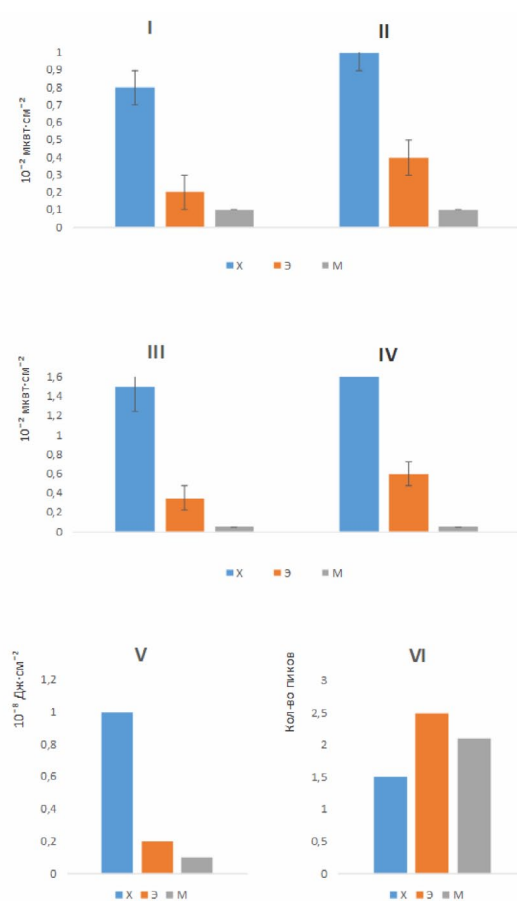 I
II
10⁻² мквт·см⁻²
1
0,9
0,8
0,7
0,6
0,5
0,4
0,3
0,2
0,1
0
X Э М
X Э М
III
IV
10⁻² мквт·см⁻²
1,6
1,4
1,2
1
0,8
0,6
0,4
0,2
0
X Э М
X Э М
V
10⁻⁸ Дж·см⁻²
1,2
1
0,8
0,6
0,4
0,2
0
X Э М
VI
Кол-во пиков
3
2,5
2
1,5
1
0,5
0
X Э М